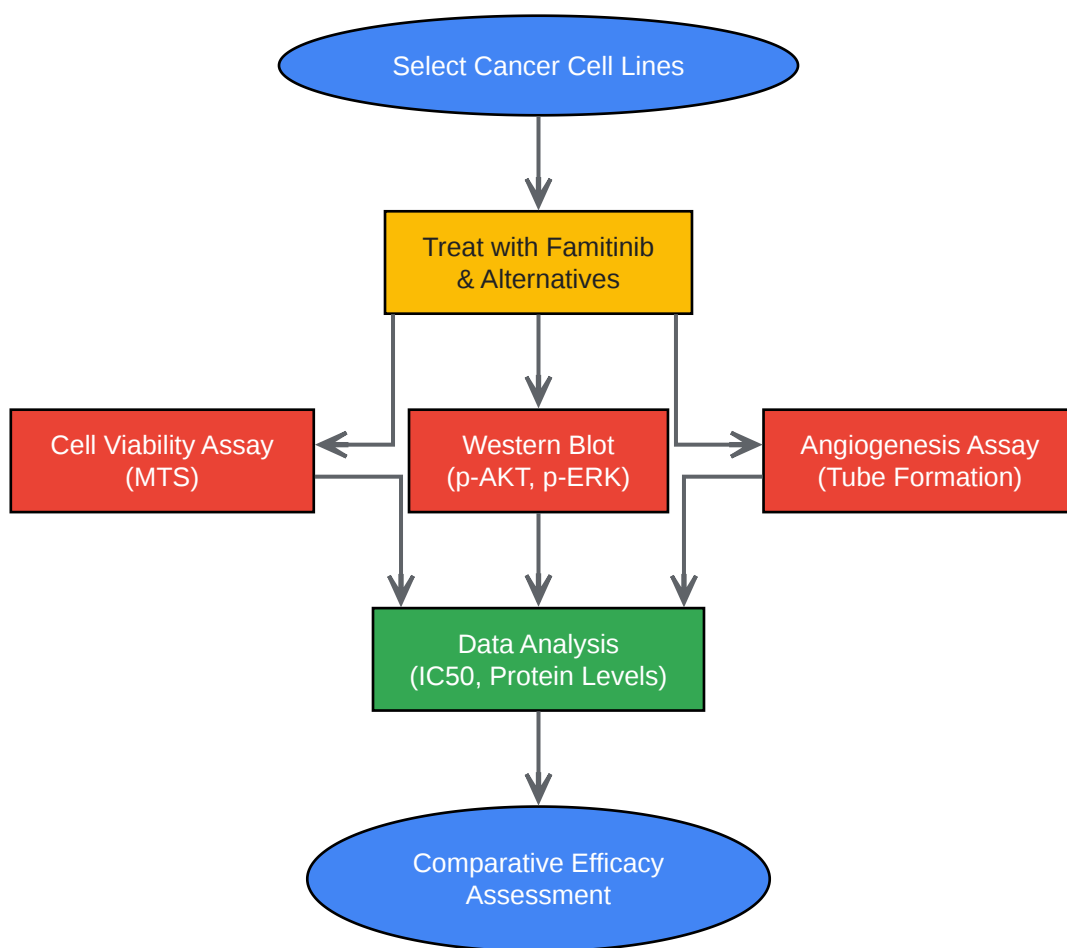 Select Cancer Cell Lines
Treat with Famitinib
& Alternatives
Cell Viability Assay
(MTS)
Western Blot
(p-AKT, p-ERK)
Angiogenesis Assay
(Tube Formation)
Data Analysis
(IC50, Protein Levels)
Comparative Efficacy
Assessment